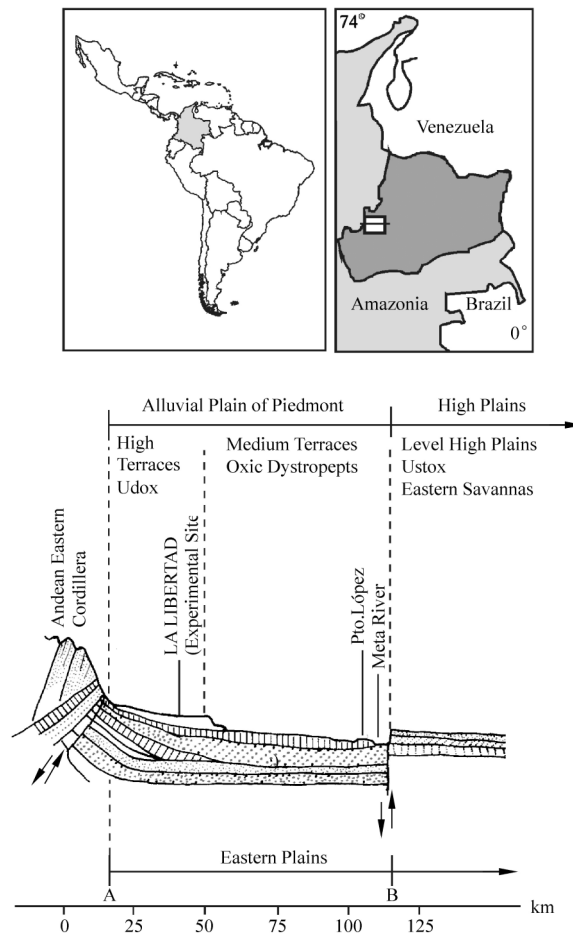 74°
Venezuela
Amazonia
Brazil
0°
Alluvial Plain of Piedmont
High Plains
High
Terraces
Udox
Medium Terraces
Oxic Dystropepts
Level High Plains
Ustox
Eastern Savannas
Andean Eastern
Cordillera
LA LIBERTAD
(Experimental Site
Pto.López
Meta River
Eastern Plains
A
B
km
0
25
50
75
100
125